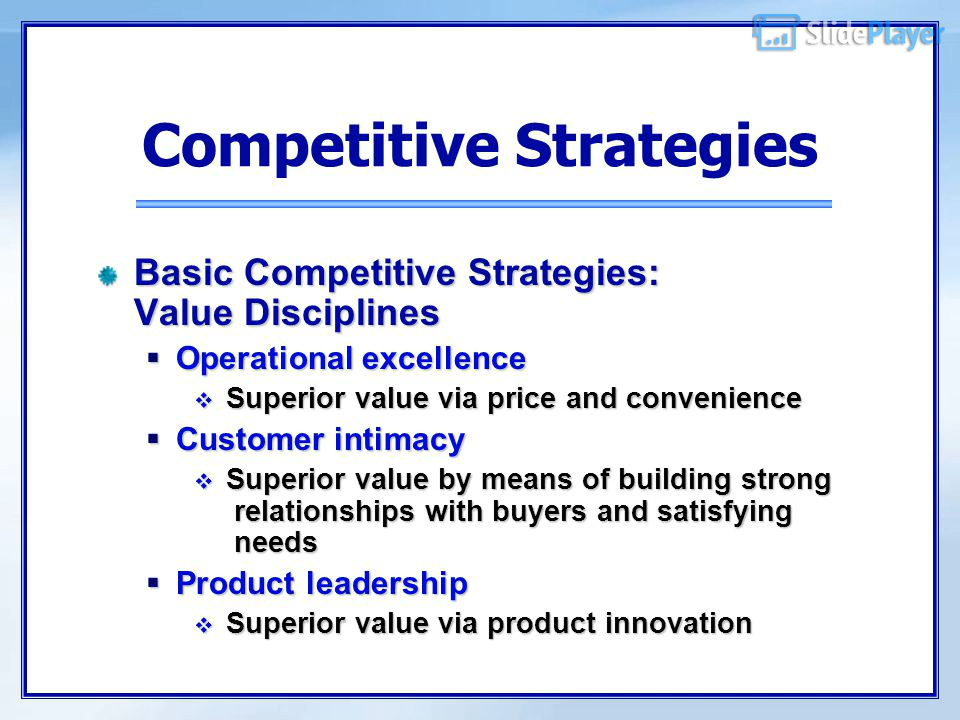 SlidePlayer
Competitive Strategies
Basic Competitive Strategies:
Value Disciplines
Operational excellence
Superior value via price and convenience
Customer intimacy
Superior value by means of building strong
relationships with buyers and satisfying
needs
Product leadership
Superior value via product innovation